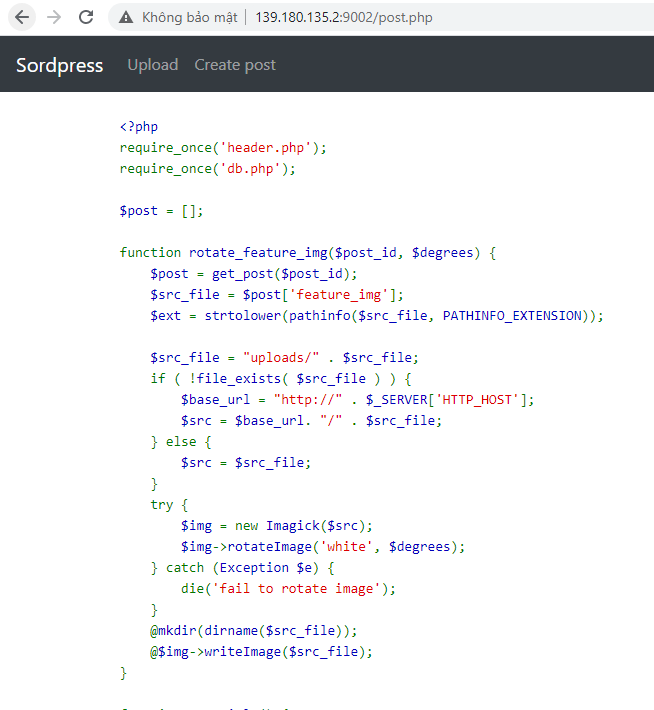 Không bảo mật | 139.180.135.2:9002/post.php
Sordpress Upload Create post
<?php
require_once('header.php');
require_once('db.php');
$post = [];
function rotate_feature_img($post_id, $degrees) {
    $post = get_post($post_id);
    $src_file = $post['feature_img'];
    $ext = strtolower(pathinfo($src_file, PATHINFO_EXTENSION));
    $src_file = "uploads/" . $src_file;
    if ( !file_exists( $src_file ) ) {
        $base_url = "http://" . $_SERVER['HTTP_HOST'];
        $src = $base_url. "/" . $src_file;
    } else {
        $src = $src_file;
    }
    try {
        $img = new Imagick($src);
        $img->rotateImage('white', $degrees);
    } catch (Exception $e) {
        die('fail to rotate image');
    }
    @mkdir(dirname($src_file));
    @$img->writeImage($src_file);
}